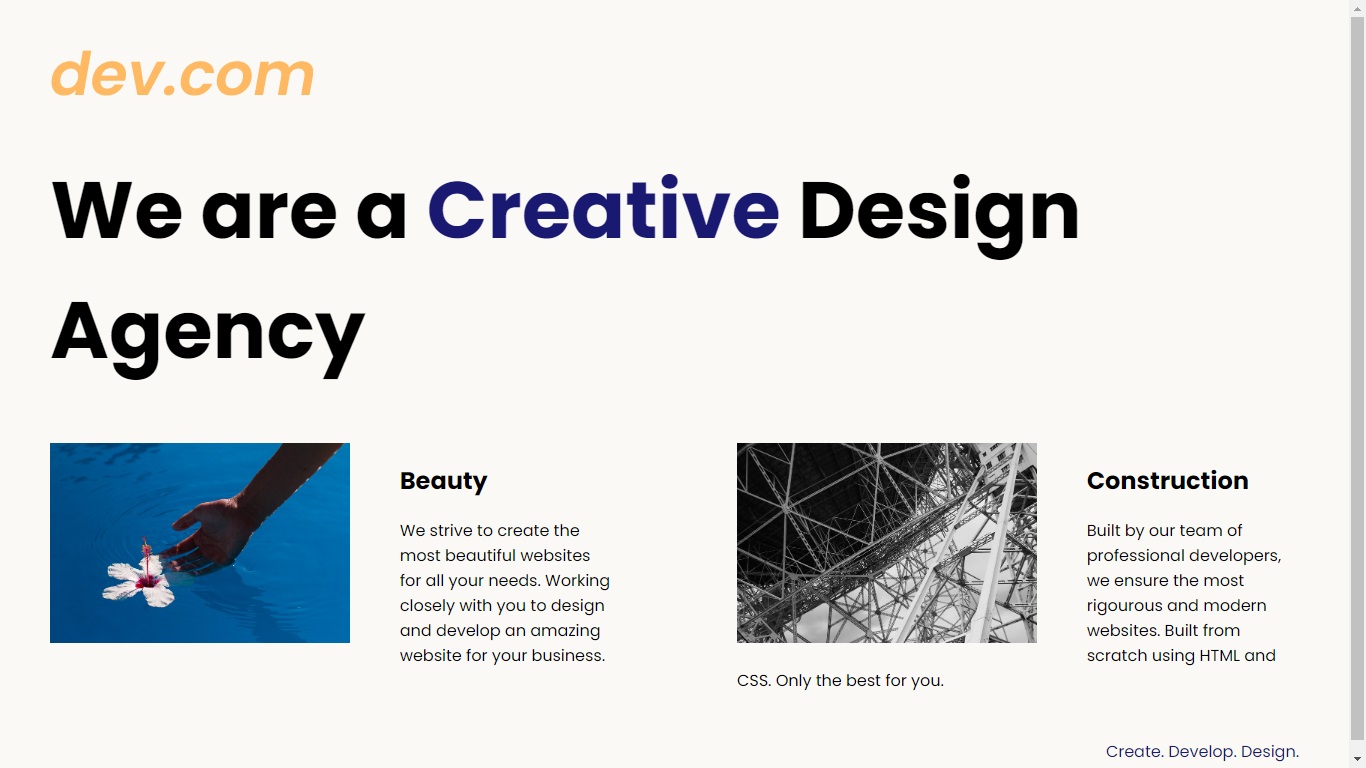 dev.com
We are a Creative Design
Agency
Beauty
We strive to create the
most beautiful websites
for all your needs. Working
closely with you to design
and develop an amazing
website for your business.
Construction
Built by our team of
professional developers,
we ensure the most
rigourous and modern
websites. Built from
scratch using HTML and
CSS. Only the best for you.
Create. Develop. Design.